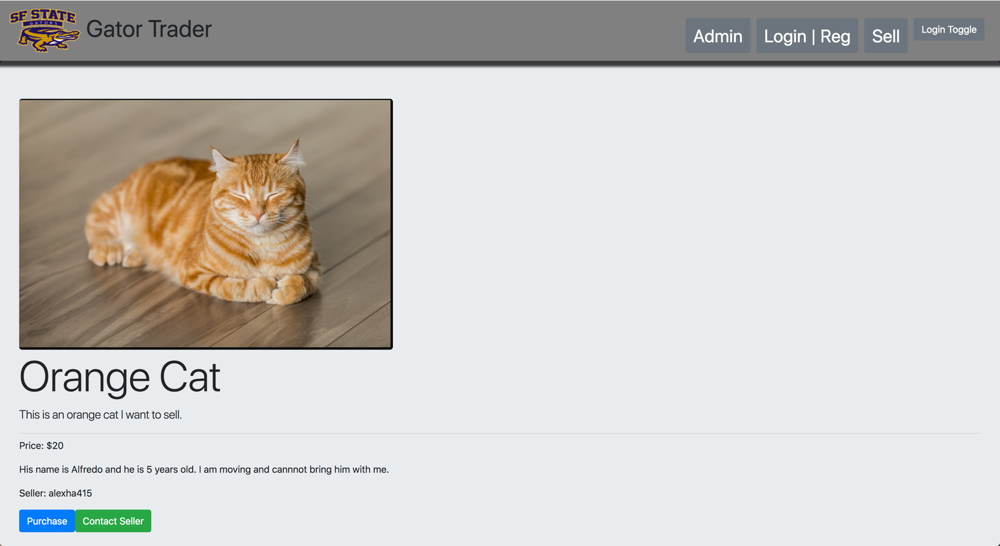 SF STATE
GATORS
Gator Trader
Admin
Login | Reg
Sell
Login Toggle
Orange Cat
This is an orange cat I want to sell.
Price: $20
His name is Alfredo and he is 5 years old. I am moving and cannnot bring him with me.
Seller: alexha415
Purchase
Contact Seller